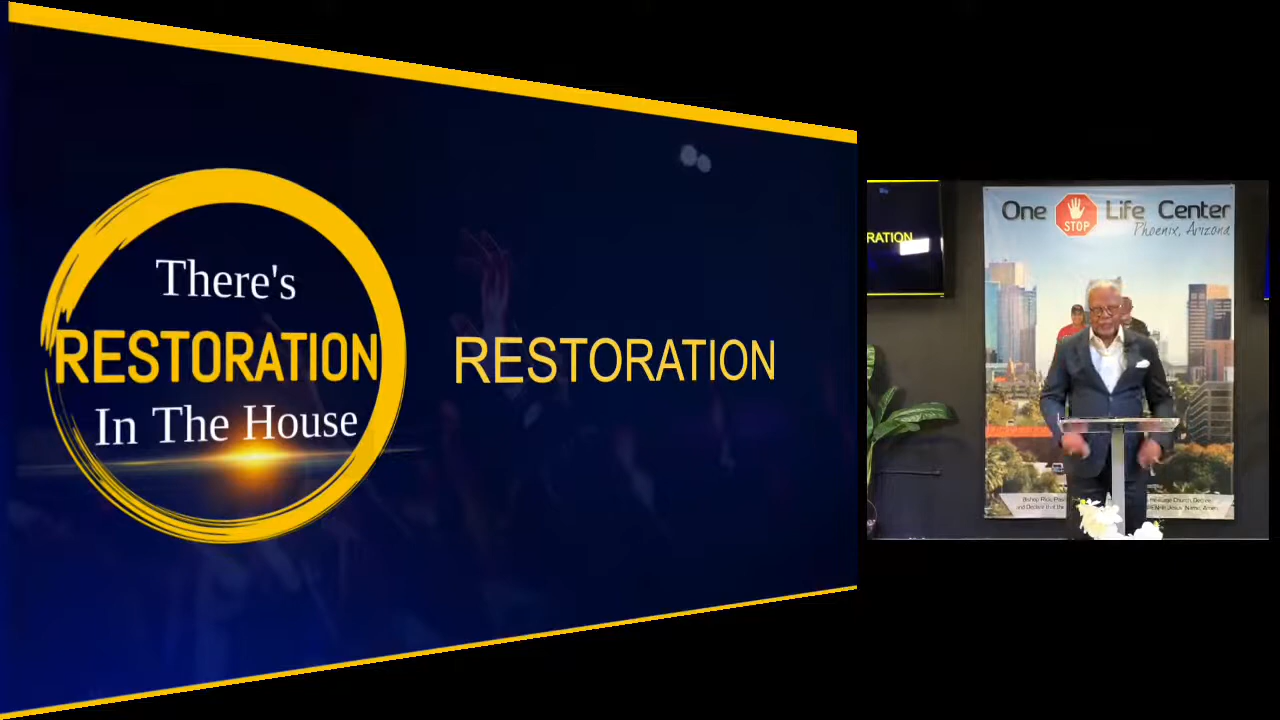 There's
RESTORATION
In The House
RESTORATION
RATION
One STOP Life Center
Phoenix, Arizona